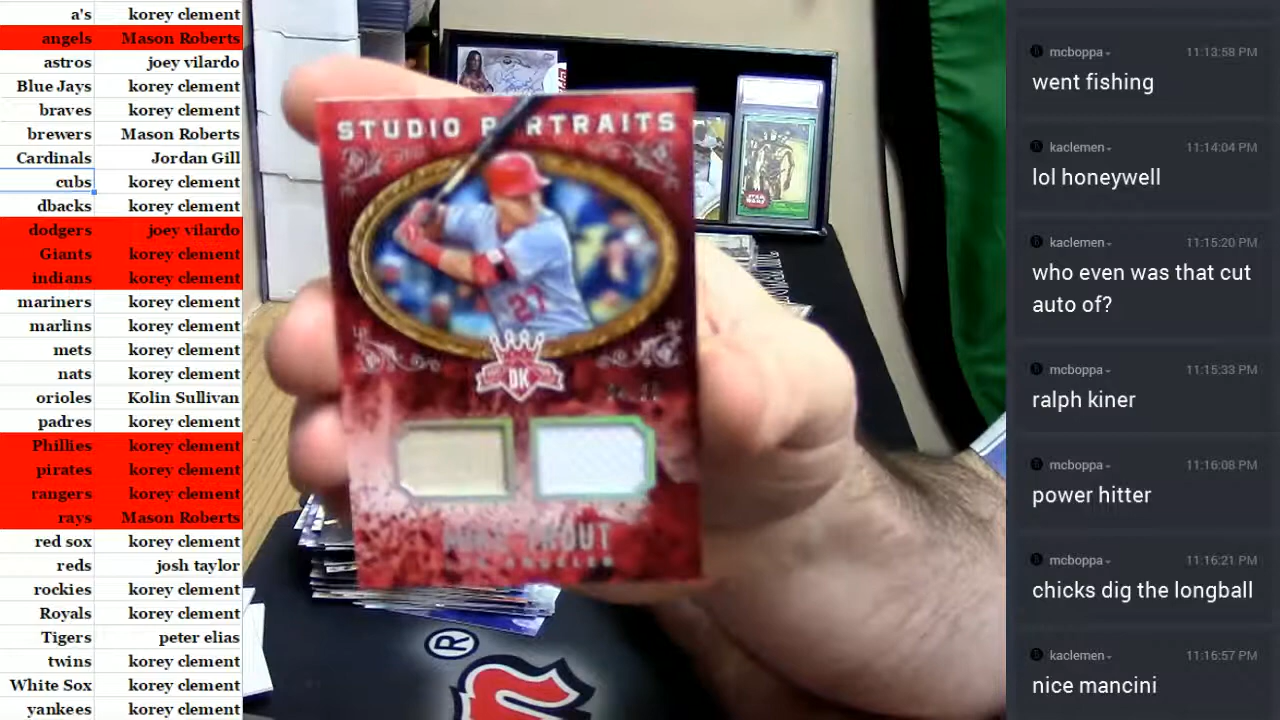 a's korey clement
angels Mason Roberts
astros joey vilardo
Blue Jays korey clement
braves korey clement
brewers Mason Roberts
Cardinals Jordan Gill
cubs korey clement
dbacks korey clement
dodgers joey vilardo
Giants korey clement
indians korey clement
mariners korey clement
marlins korey clement
mets korey clement
nats korey clement
orioles Kolin Sullivan
padres korey clement
Phillies korey clement
pirates korey clement
rangers korey clement
rays Mason Roberts
red sox korey clement
reds josh taylor
rockies korey clement
Royals korey clement
Tigers peter elias
twins korey clement
White Sox korey clement
yankees korey clement
STUDIO PORTRAITS
27
DK
MIKE TROUT
LOS ANGELES
STAR WARS
®
mcboppa 11:13:58 PM
went fishing
kaclemen 11:14:04 PM
lol honeywell
kaclemen 11:15:20 PM
who even was that cut
auto of?
mcboppa 11:15:33 PM
ralph kiner
mcboppa 11:16:08 PM
power hitter
mcboppa 11:16:21 PM
chicks dig the longball
kaclemen 11:16:57 PM
nice mancini